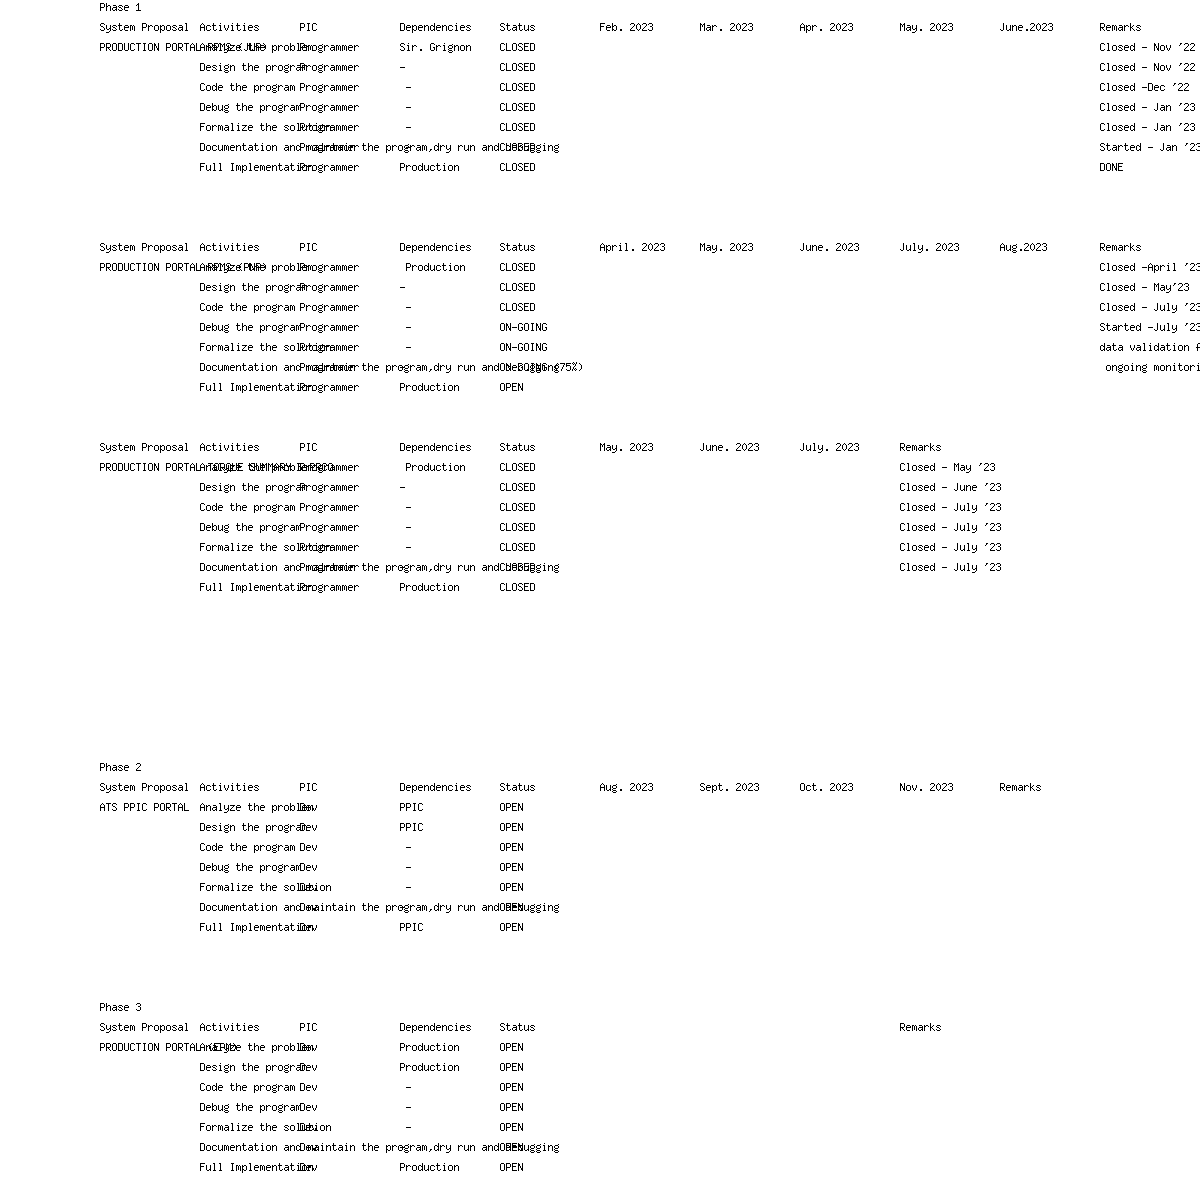 Phase 1
System Proposal Activities PIC Dependencies Status Feb. 2023 Mar. 2023 Apr. 2023 May. 2023 June.2023 Remarks
PRODUCTION PORTAL Analyze the problem Programmer Sir. Grignon CLOSED Closed - Nov '22
Design the program Programmer - CLOSED Closed - Nov '22
Code the program Programmer - CLOSED Closed -Dec '22
Debug the program Programmer - CLOSED Closed - Jan '23
Formalize the solution Programmer - CLOSED Closed - Jan '23
Documentation and maintain the program,dry run and debugging Programmer - CLOSED Started - Jan '23
Full Implementation Programmer Production CLOSED DONE
System Proposal Activities PIC Dependencies Status April. 2023 May. 2023 June. 2023 July. 2023 Aug.2023 Remarks
PRODUCTION PORTAL Analyze the problem Programmer Production CLOSED Closed -April '23
Design the program Programmer - CLOSED Closed - May'23
Code the program Programmer - CLOSED Closed - July '23
Debug the program Programmer - ON-GOING Started -July '23
Formalize the solution Programmer - ON-GOING data validation
Documentation and maintain the program,dry run and debugging Programmer - ON-GOING (75%) ongoing
Full Implementation Programmer Production OPEN
System Proposal Activities PIC Dependencies Status May. 2023 June. 2023 July. 2023 Remarks
PRODUCTION PORTAL Analyze the problem Programmer Production CLOSED Closed - May '23
Design the program Programmer - CLOSED Closed - June '23
Code the program Programmer - CLOSED Closed - July '23
Debug the program Programmer - CLOSED Closed - July '23
Formalize the solution Programmer - CLOSED Closed - July '23
Documentation and maintain the program,dry run and debugging Programmer - CLOSED Closed - July '23
Full Implementation Programmer Production CLOSED
Phase 2
System Proposal Activities PIC Dependencies Status Aug. 2023 Sept. 2023 Oct. 2023 Nov. 2023 Remarks
ATS PPIC PORTAL Analyze the problem Dev PPIC OPEN
Design the program Dev PPIC OPEN
Code the program Dev - OPEN
Debug the program Dev - OPEN
Formalize the solution Dev - OPEN
Documentation and maintain the program,dry run and debugging Dev - OPEN
Full Implementation Dev PPIC OPEN
Phase 3
System Proposal Activities PIC Dependencies Status Remarks
PRODUCTION PORTAL Analyze the problem Dev Production OPEN
Design the program Dev Production OPEN
Code the program Dev - OPEN
Debug the program Dev - OPEN
Formalize the solution Dev - OPEN
Documentation and maintain the program,dry run and debugging Dev - OPEN
Full Implementation Dev Production OPEN